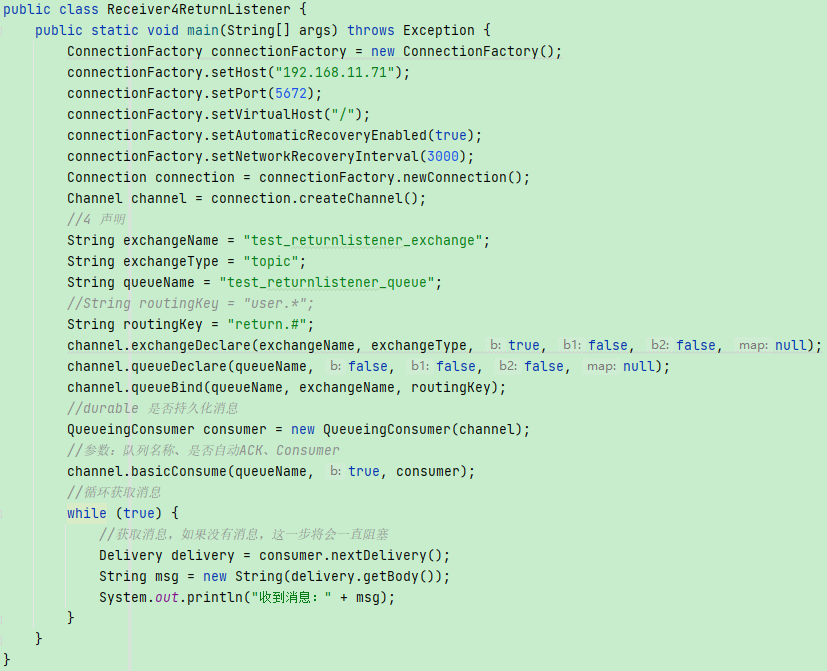 public class Receiver4ReturnListener {
public static void main(String[] args) throws Exception {
ConnectionFactory connectionFactory = new ConnectionFactory();
connectionFactory.setHost("192.168.11.71");
connectionFactory.setPort(5672);
connectionFactory.setVirtualHost("/");
connectionFactory.setAutomaticRecoveryEnabled(true);
connectionFactory.setNetworkRecoveryInterval(3000);
Connection connection = connectionFactory.newConnection();
Channel channel = connection.createChannel();
//4 声明
String exchangeName = "test_returnlistener_exchange";
String exchangeType = "topic";
String queueName = "test_returnlistener_queue";
//String routingKey = "user.*";
String routingKey = "return.#";
channel.exchangeDeclare(exchangeName, exchangeType, b: true, b1: false, b2: false, map: null);
channel.queueDeclare(queueName, b: false, b1: false, b2: false, map: null);
channel.queueBind(queueName, exchangeName, routingKey);
//durable 是否持久化消息
QueueingConsumer consumer = new QueueingConsumer(channel);
//参数：队列名称、是否自动ACK、Consumer
channel.basicConsume(queueName, b: true, consumer);
//循环获取消息
while (true) {
//获取消息，如果没有消息，这一步将会一直阻塞
Delivery delivery = consumer.nextDelivery();
String msg = new String(delivery.getBody());
System.out.println("收到消息：" + msg);
}
}
}